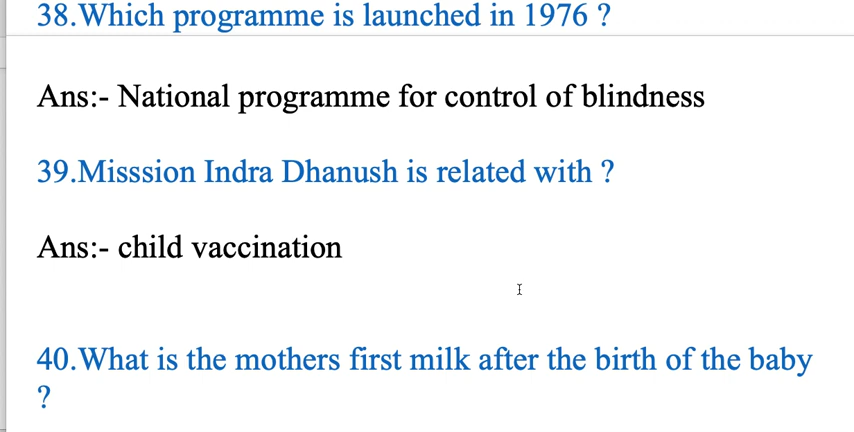 38.Which programme is launched in 1976 ?
Ans:- National programme for control of blindness
39.Misssion Indra Dhanush is related with ?
Ans:- child vaccination
40.What is the mothers first milk after the birth of the baby
?